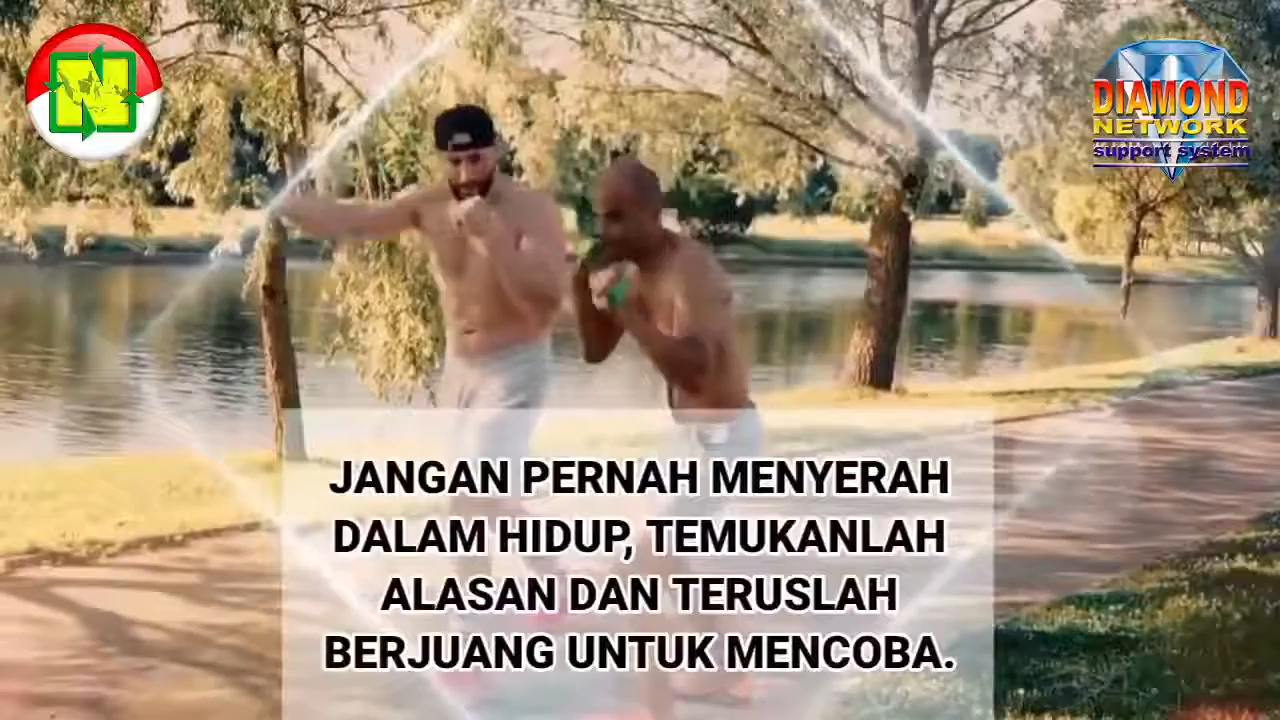 DIAMOND
NETWORK
support system
JANGAN PERNAH MENYERAH
DALAM HIDUP, TEMUKANLAH
ALASAN DAN TERUSLAH
BERJUANG UNTUK MENCOBA.